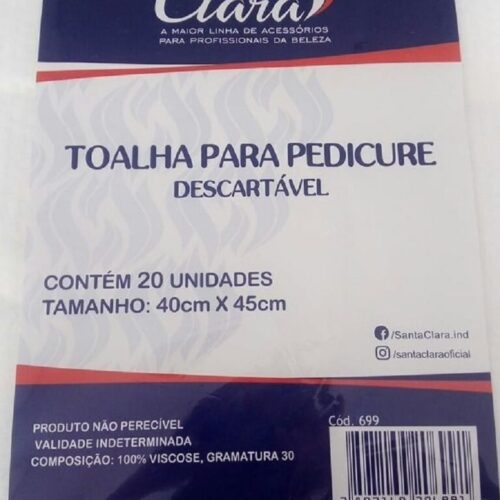 Clara
A MAIOR LINHA DE ACESSÓRIOS
PARA PROFISSIONAIS DA BELEZA
TOALHA PARA PEDICURE
DESCARTÁVEL
CONTÉM 20 UNIDADES
TAMANHO: 40cm X 45cm
/SantaClara.ind
/santaclaraoficial
Cód. 699
PRODUTO NÃO PERECÍVEL
VALIDADE INDETERMINADA
COMPOSIÇÃO: 100% VISCOSE, GRAMATURA 30